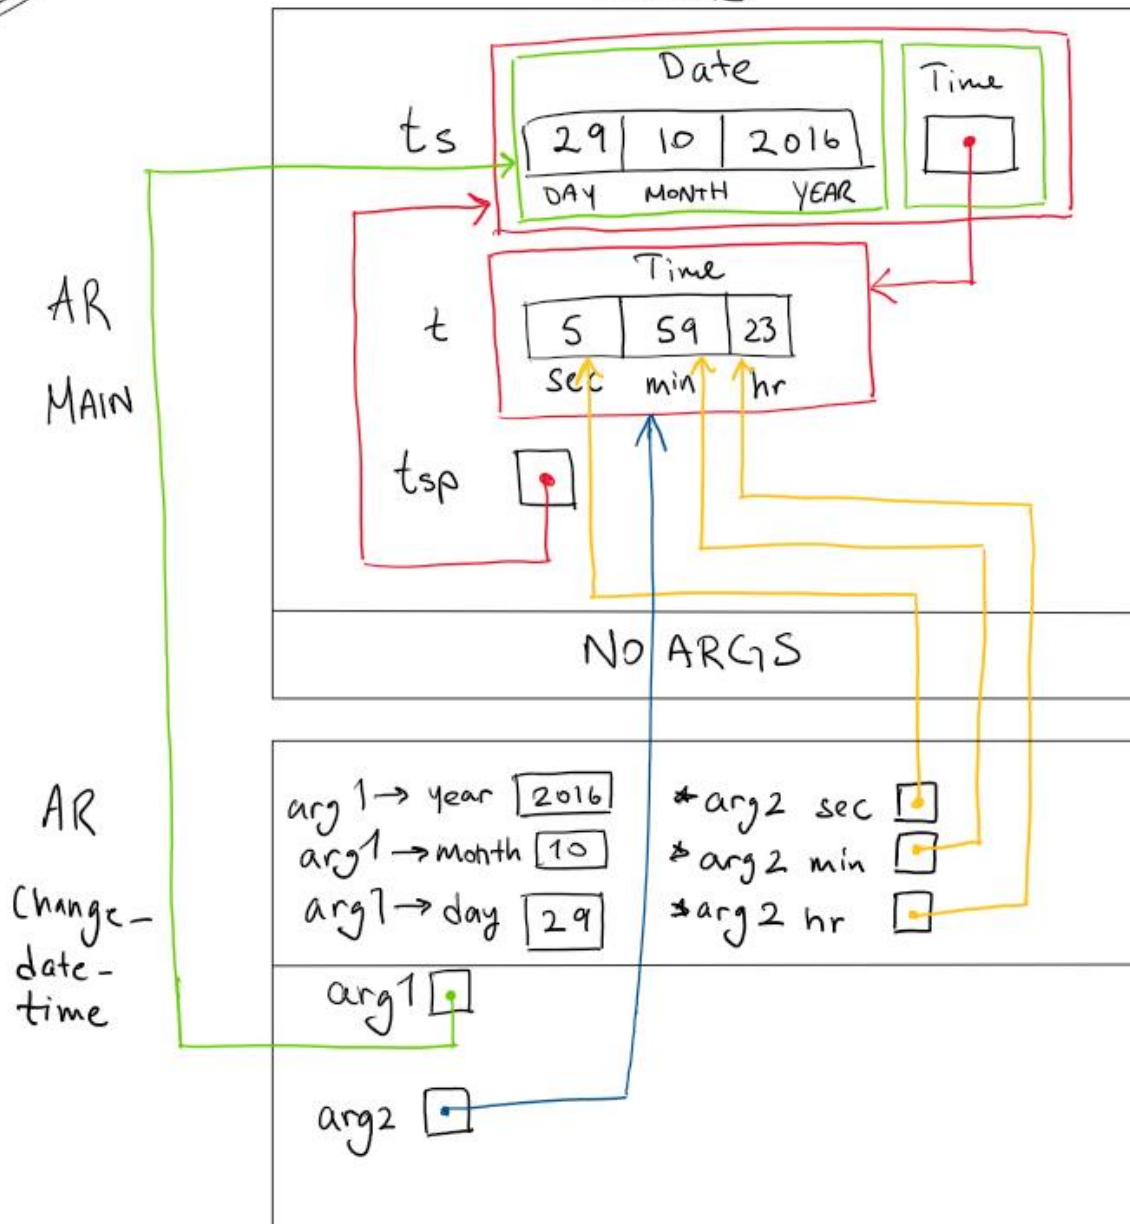 Date
Time
ts
29 10 2016
DAY MONTH YEAR
Time
AR
MAIN
t
5 59 23
sec min hr
tsp
NO ARGS
AR
Change-
date-
time
arg1→ year 2016
arg1→month 10
arg1→ day 29
*arg2 sec
*arg2 min
*arg2 hr
arg1
arg2